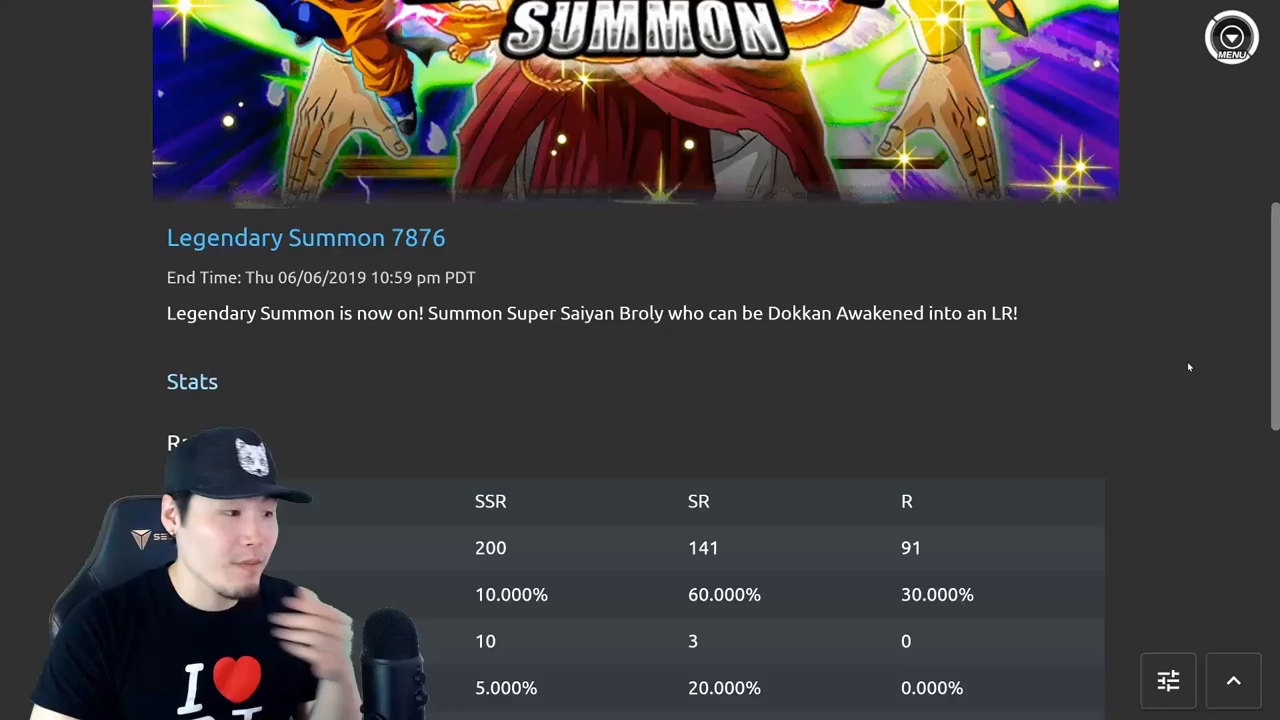 SUMMON
MENU
Legendary Summon 7876
End Time: Thu 06/06/2019 10:59 pm PDT
Legendary Summon is now on! Summon Super Saiyan Broly who can be Dokkan Awakened into an LR!
Stats
SSR SR R
200 141 91
10.000% 60.000% 30.000%
10 3 0
5.000% 20.000% 0.000%
I